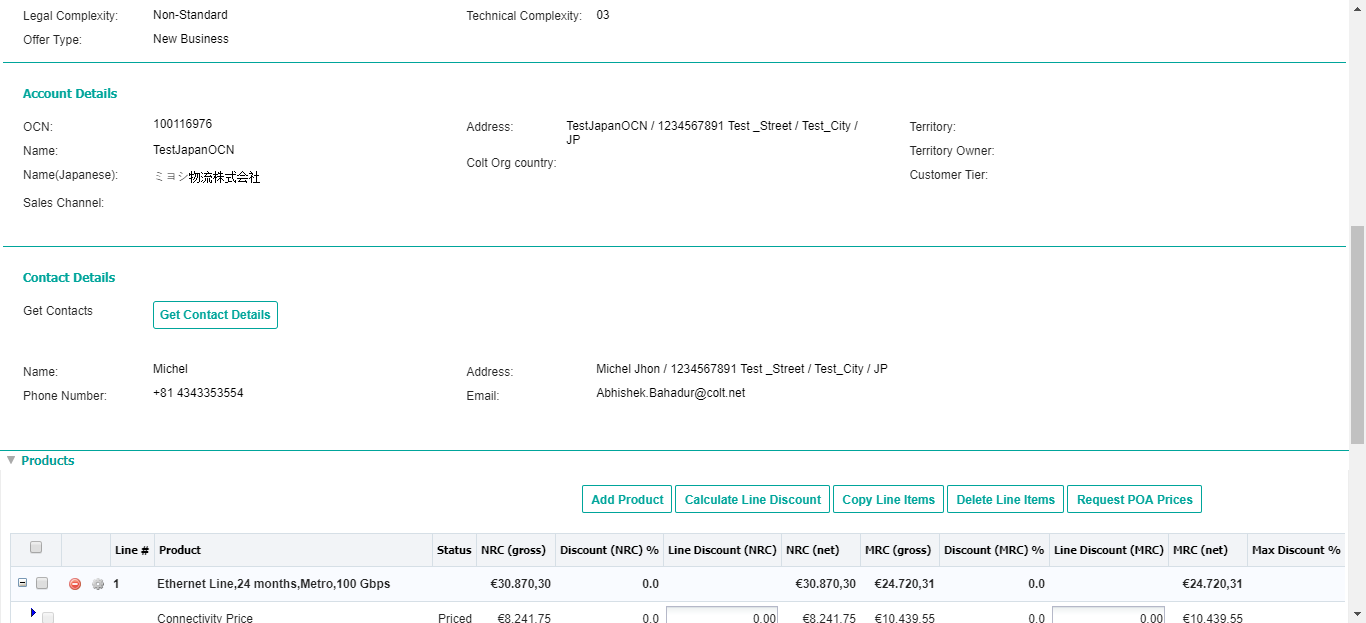 Legal Complexity: Non-Standard Technical Complexity: 03
Offer Type: New Business
Account Details
OCN: 100116976 Address: TestJapanOCN / 1234567891 Test _Street / Test_City / JP Territory:
Name: TestJapanOCN Colt Org country: Territory Owner:
Name(Japanese): ミヨシ物流株式会社 Customer Tier:
Sales Channel:
Contact Details
Get Contacts Get Contact Details
Name: Michel Address: Michel Jhon / 1234567891 Test _Street / Test_City / JP
Phone Number: +81 4343353554 Email: Abhishek.Bahadur@colt.net
Products
Add Product Calculate Line Discount Copy Line Items Delete Line Items Request POA Prices
Line # Product Status NRC (gross) Discount (NRC) % Line Discount (NRC) NRC (net) MRC (gross) Discount (MRC) % Line Discount (MRC) MRC (net) Max Discount %
1 Ethernet Line,24 months,Metro,100 Gbps €30.870,30 0.0 €30.870,30 €24.720,31 0.0 €24.720,31
Connectivity Price Priced €8.241,75 0.0 0.00 €8.241,75 €10.439,55 0.0 0.00 €10.439,55